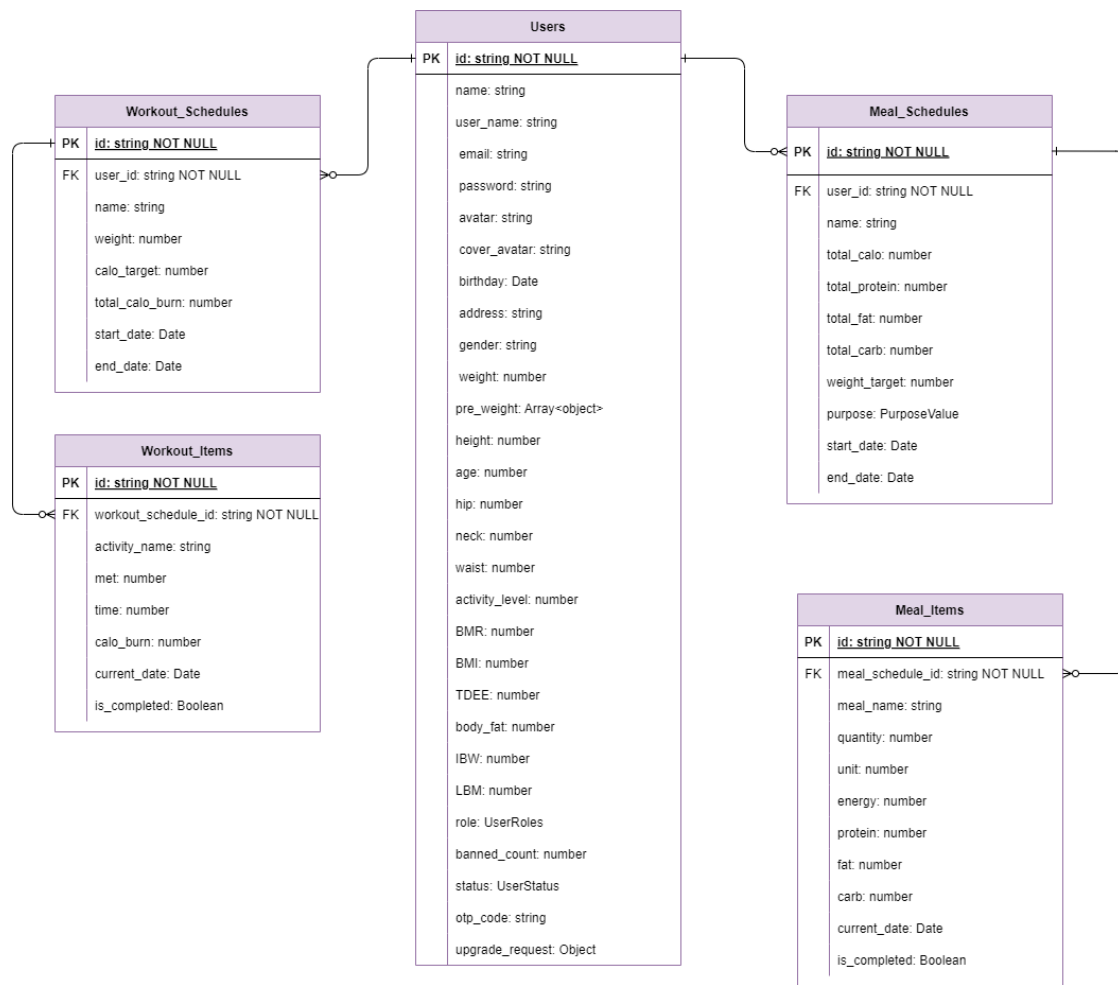 Users
PK id: string NOT NULL
name: string
user_name: string
email: string
password: string
avatar: string
cover_avatar: string
birthday: Date
address: string
gender: string
weight: number
pre_weight: Array<object>
height: number
age: number
hip: number
neck: number
waist: number
activity_level: number
BMR: number
BMI: number
TDEE: number
body_fat: number
IBW: number
LBM: number
role: UserRoles
banned_count: number
status: UserStatus
otp_code: string
upgrade_request: Object
Workout_Schedules
PK id: string NOT NULL
FK user_id: string NOT NULL
name: string
weight: number
calo_target: number
total_calo_burn: number
start_date: Date
end_date: Date
Workout_Items
PK id: string NOT NULL
FK workout_schedule_id: string NOT NULL
activity_name: string
met: number
time: number
calo_burn: number
current_date: Date
is_completed: Boolean
Meal_Schedules
PK id: string NOT NULL
FK user_id: string NOT NULL
name: string
total_calo: number
total_protein: number
total_fat: number
total_carb: number
weight_target: number
purpose: PurposeValue
start_date: Date
end_date: Date
Meal_Items
PK id: string NOT NULL
FK meal_schedule_id: string NOT NULL
meal_name: string
quantity: number
unit: number
energy: number
protein: number
fat: number
carb: number
current_date: Date
is_completed: Boolean